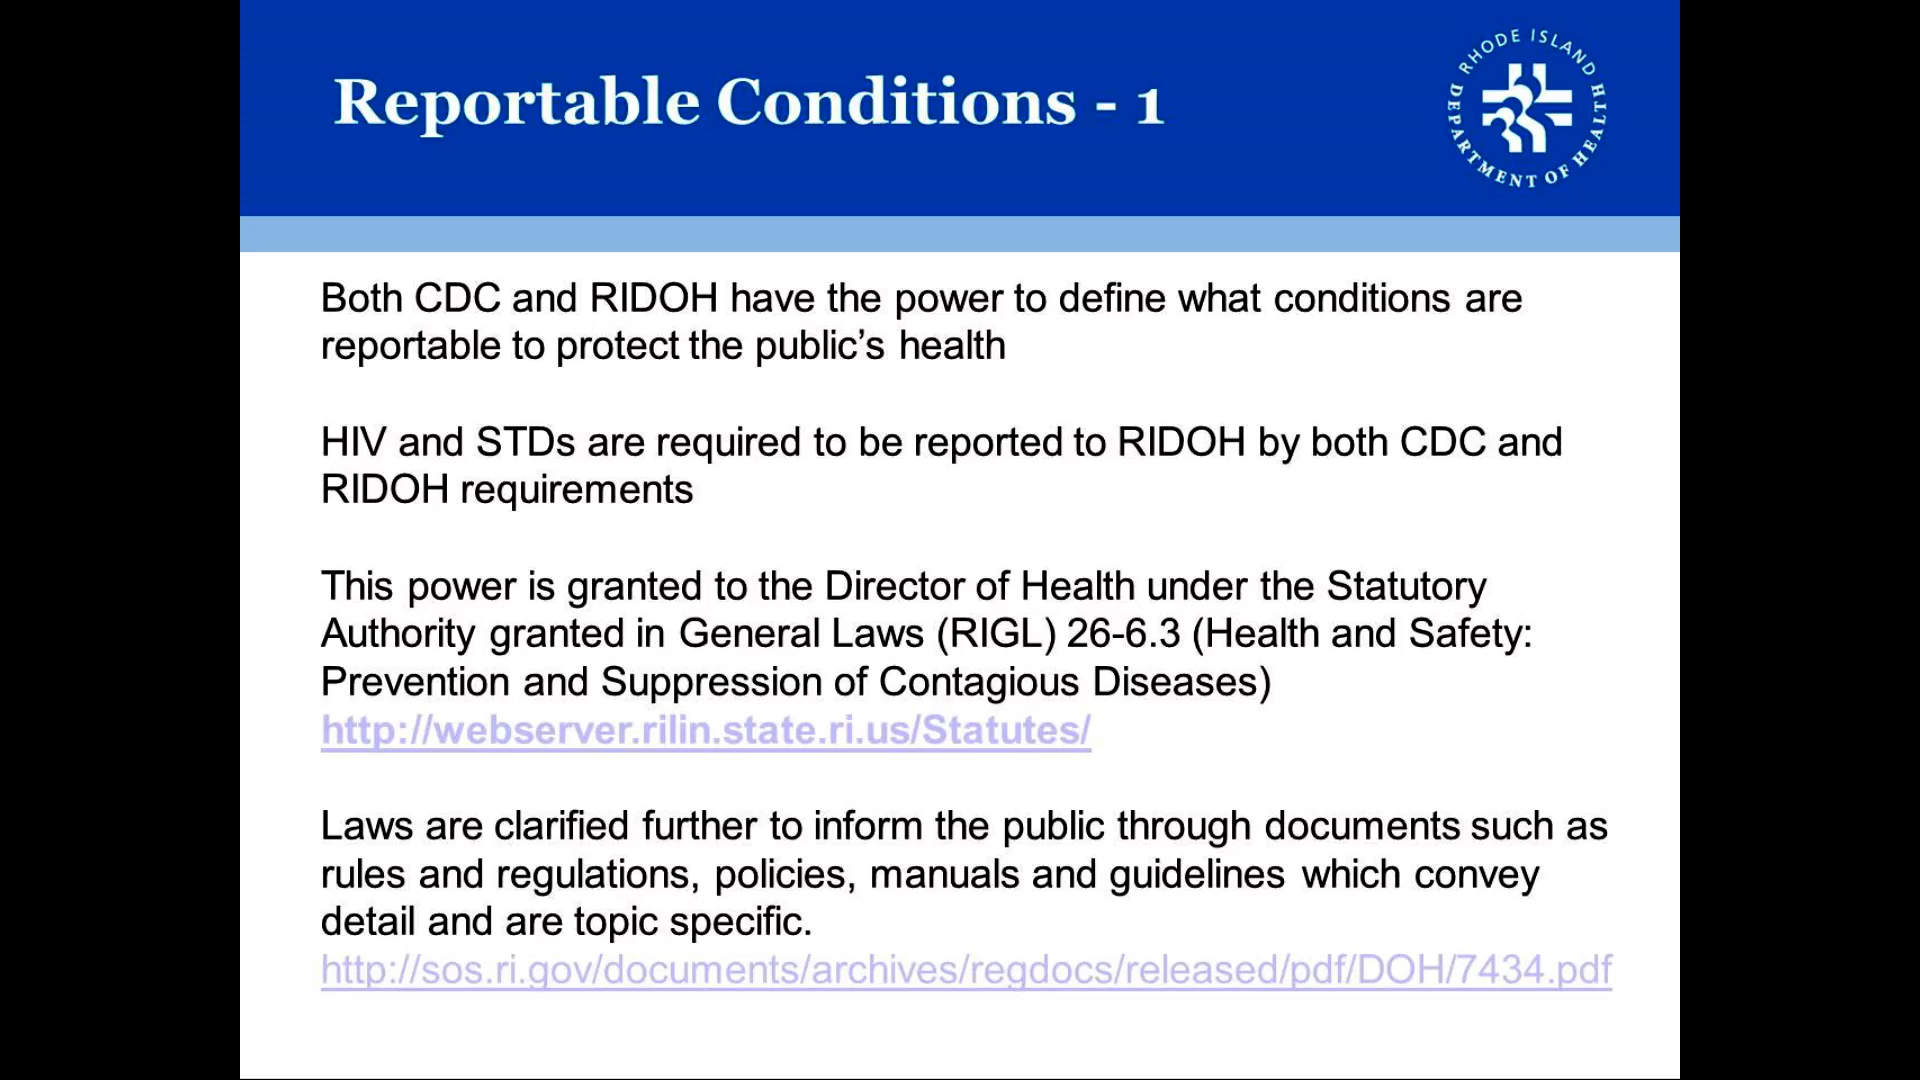 Reportable Conditions - 1
RHODE ISLAND
DEPARTMENT OF HEALTH
Both CDC and RIDOH have the power to define what conditions are
reportable to protect the public’s health
HIV and STDs are required to be reported to RIDOH by both CDC and
RIDOH requirements
This power is granted to the Director of Health under the Statutory
Authority granted in General Laws (RIGL) 26-6.3 (Health and Safety:
Prevention and Suppression of Contagious Diseases)
http://webserver.rilin.state.ri.us/Statutes/
Laws are clarified further to inform the public through documents such as
rules and regulations, policies, manuals and guidelines which convey
detail and are topic specific.
http://sos.ri.gov/documents/archives/regdocs/released/pdf/DOH/7434.pdf